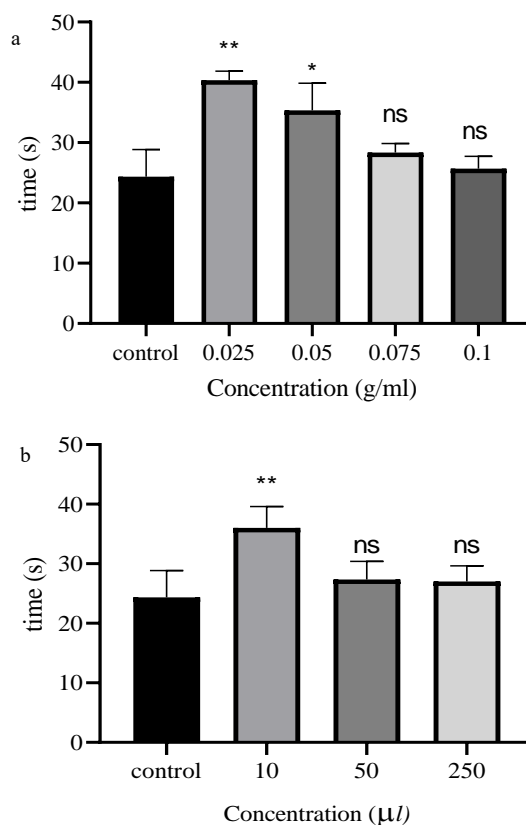 a
50
**
*
40
ns
ns
30
time (s)
20
10
0
control 0.025 0.05 0.075 0.1
Concentration (g/ml)
b
50
**
40
ns ns
30
time (s)
20
10
0
control 10 50 250
Concentration (μl)